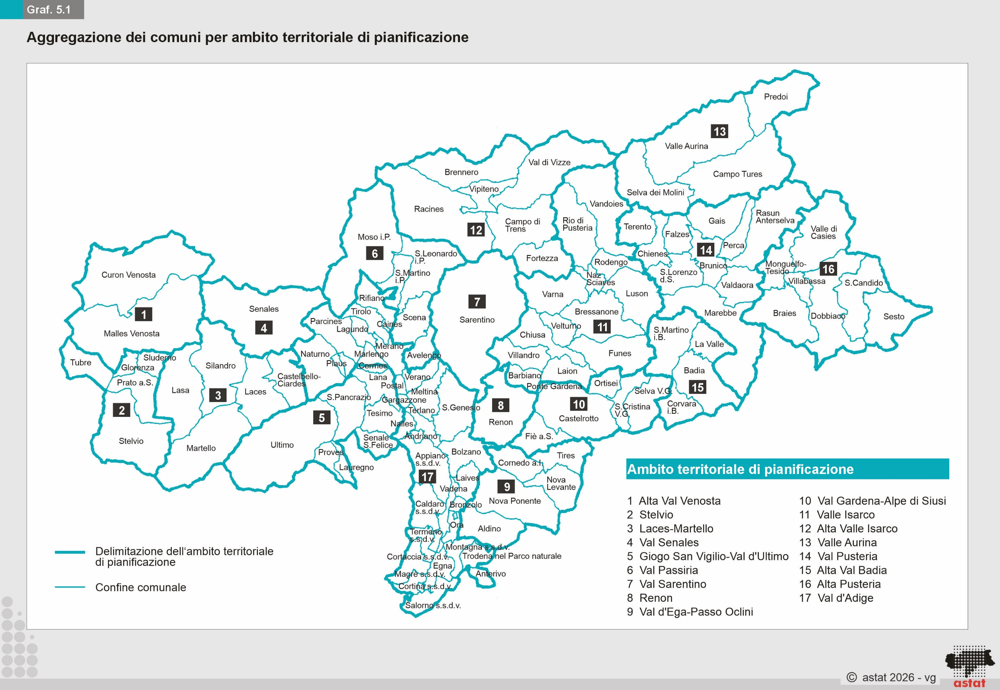 Graf. 5.1
Aggregazione dei comuni per ambito territoriale di pianificazione
Predoi
13
Valle Aurina
Val di Vizze
Brennero
Campo Tures
Vipiteno
Selva dei Molini
Vandoies
Racines
Rasun
Anterselva
Campo di
Trens
Rio di
Pusteria
Gais
Terento
12
Valle di
Casies
Falzes
Moso i.P.
Perca
14
6
S.Leonardo
i.P.
Chienes
Fortezza
Rodengo
Monguelfo-
Tesido
Brunico
16
Curon Venosta
S.Martino
i.P.
Naz
Sciaves
S.Lorenzo
d.S.
Villabassa
S.Candido
Valdaora
Varna
Luson
Rifiano
7
Senales
Tirolo
Bressanone
Marebbe
Braies
1
Scena
Sarentino
Dobbiaco
Sesto
Parcines
Caines
Lagundo
Velturno
11
4
S.Martino
i.B.
Malles Venosta
Chiusa
La Valle
Merano
Naturno
Marlengo
Avelengo
Villandro
Funes
Sluderno
Tubre
Plaus
Cermes
Silandro
Glorenza
Laion
Badia
Castelbello-
Ciardes
Lana
Verano
Barbiano
Prato a.S.
Postal
Ponte Gardena
Ortisei
15
Lasa
3
Laces
Meltina
Selva V.G.
S.Pancrazio
Gargazzone
8
10
Corvara
i.B.
2
S.Genesio
S.Cristina
V.G.
Terlano
Tesimo
5
Castelrotto
Renon
Nalles
Andriano
Fiè a.S.
Stelvio
Senale
S.Felice
Ultimo
Martello
Proves
Bolzano
Appiano
s.s.d.v.
Tires
Cornedo a.I.
Lauregno
17
Laives
Nova
Levante
9
Vadena
Nova Ponente
Caldaro
s.s.d.v.
Bronzolo
Ora
Aldino
Termeno
s.s.d.v.
Montagna s.s.d.v.
Cortaccia s.s.d.v.
Trodena nel Parco naturale
Egna
Magrè s.s.d.v.
Anterivo
Cortina s.s.d.v.
Salorno s.s.d.v.
Delimitazione dell‘ambito territoriale
di pianificazione
Confine comunale
Ambito territoriale di pianificazione
1 Alta Val Venosta
2 Stelvio
3 Laces-Martello
4 Val Senales
5 Giogo San Vigilio-Val d'Ultimo
6 Val Passiria
7 Val Sarentino
8 Renon
9 Val d'Ega-Passo Oclini
10 Val Gardena-Alpe di Siusi
11 Valle Isarco
12 Alta Valle Isarco
13 Valle Aurina
14 Val Pusteria
15 Alta Val Badia
16 Alta Pusteria
17 Val d'Adige
© astat 2026 - vg
astat